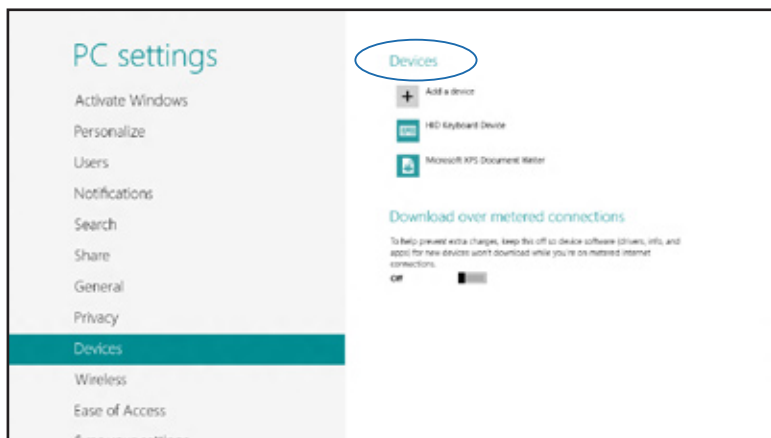 PC settings
Activate Windows
Personalize
Users
Notifications
Search
Share
General
Privacy
Devices
Wireless
Ease of Access
Devices
Add a device
HID Keyboard Device
Microsoft XPS Document Writer
Download over metered connections
To help prevent extra charges, keep this off so device software (drivers, info, and
apps) for new devices won't download while you're on metered internet
connections.
Off